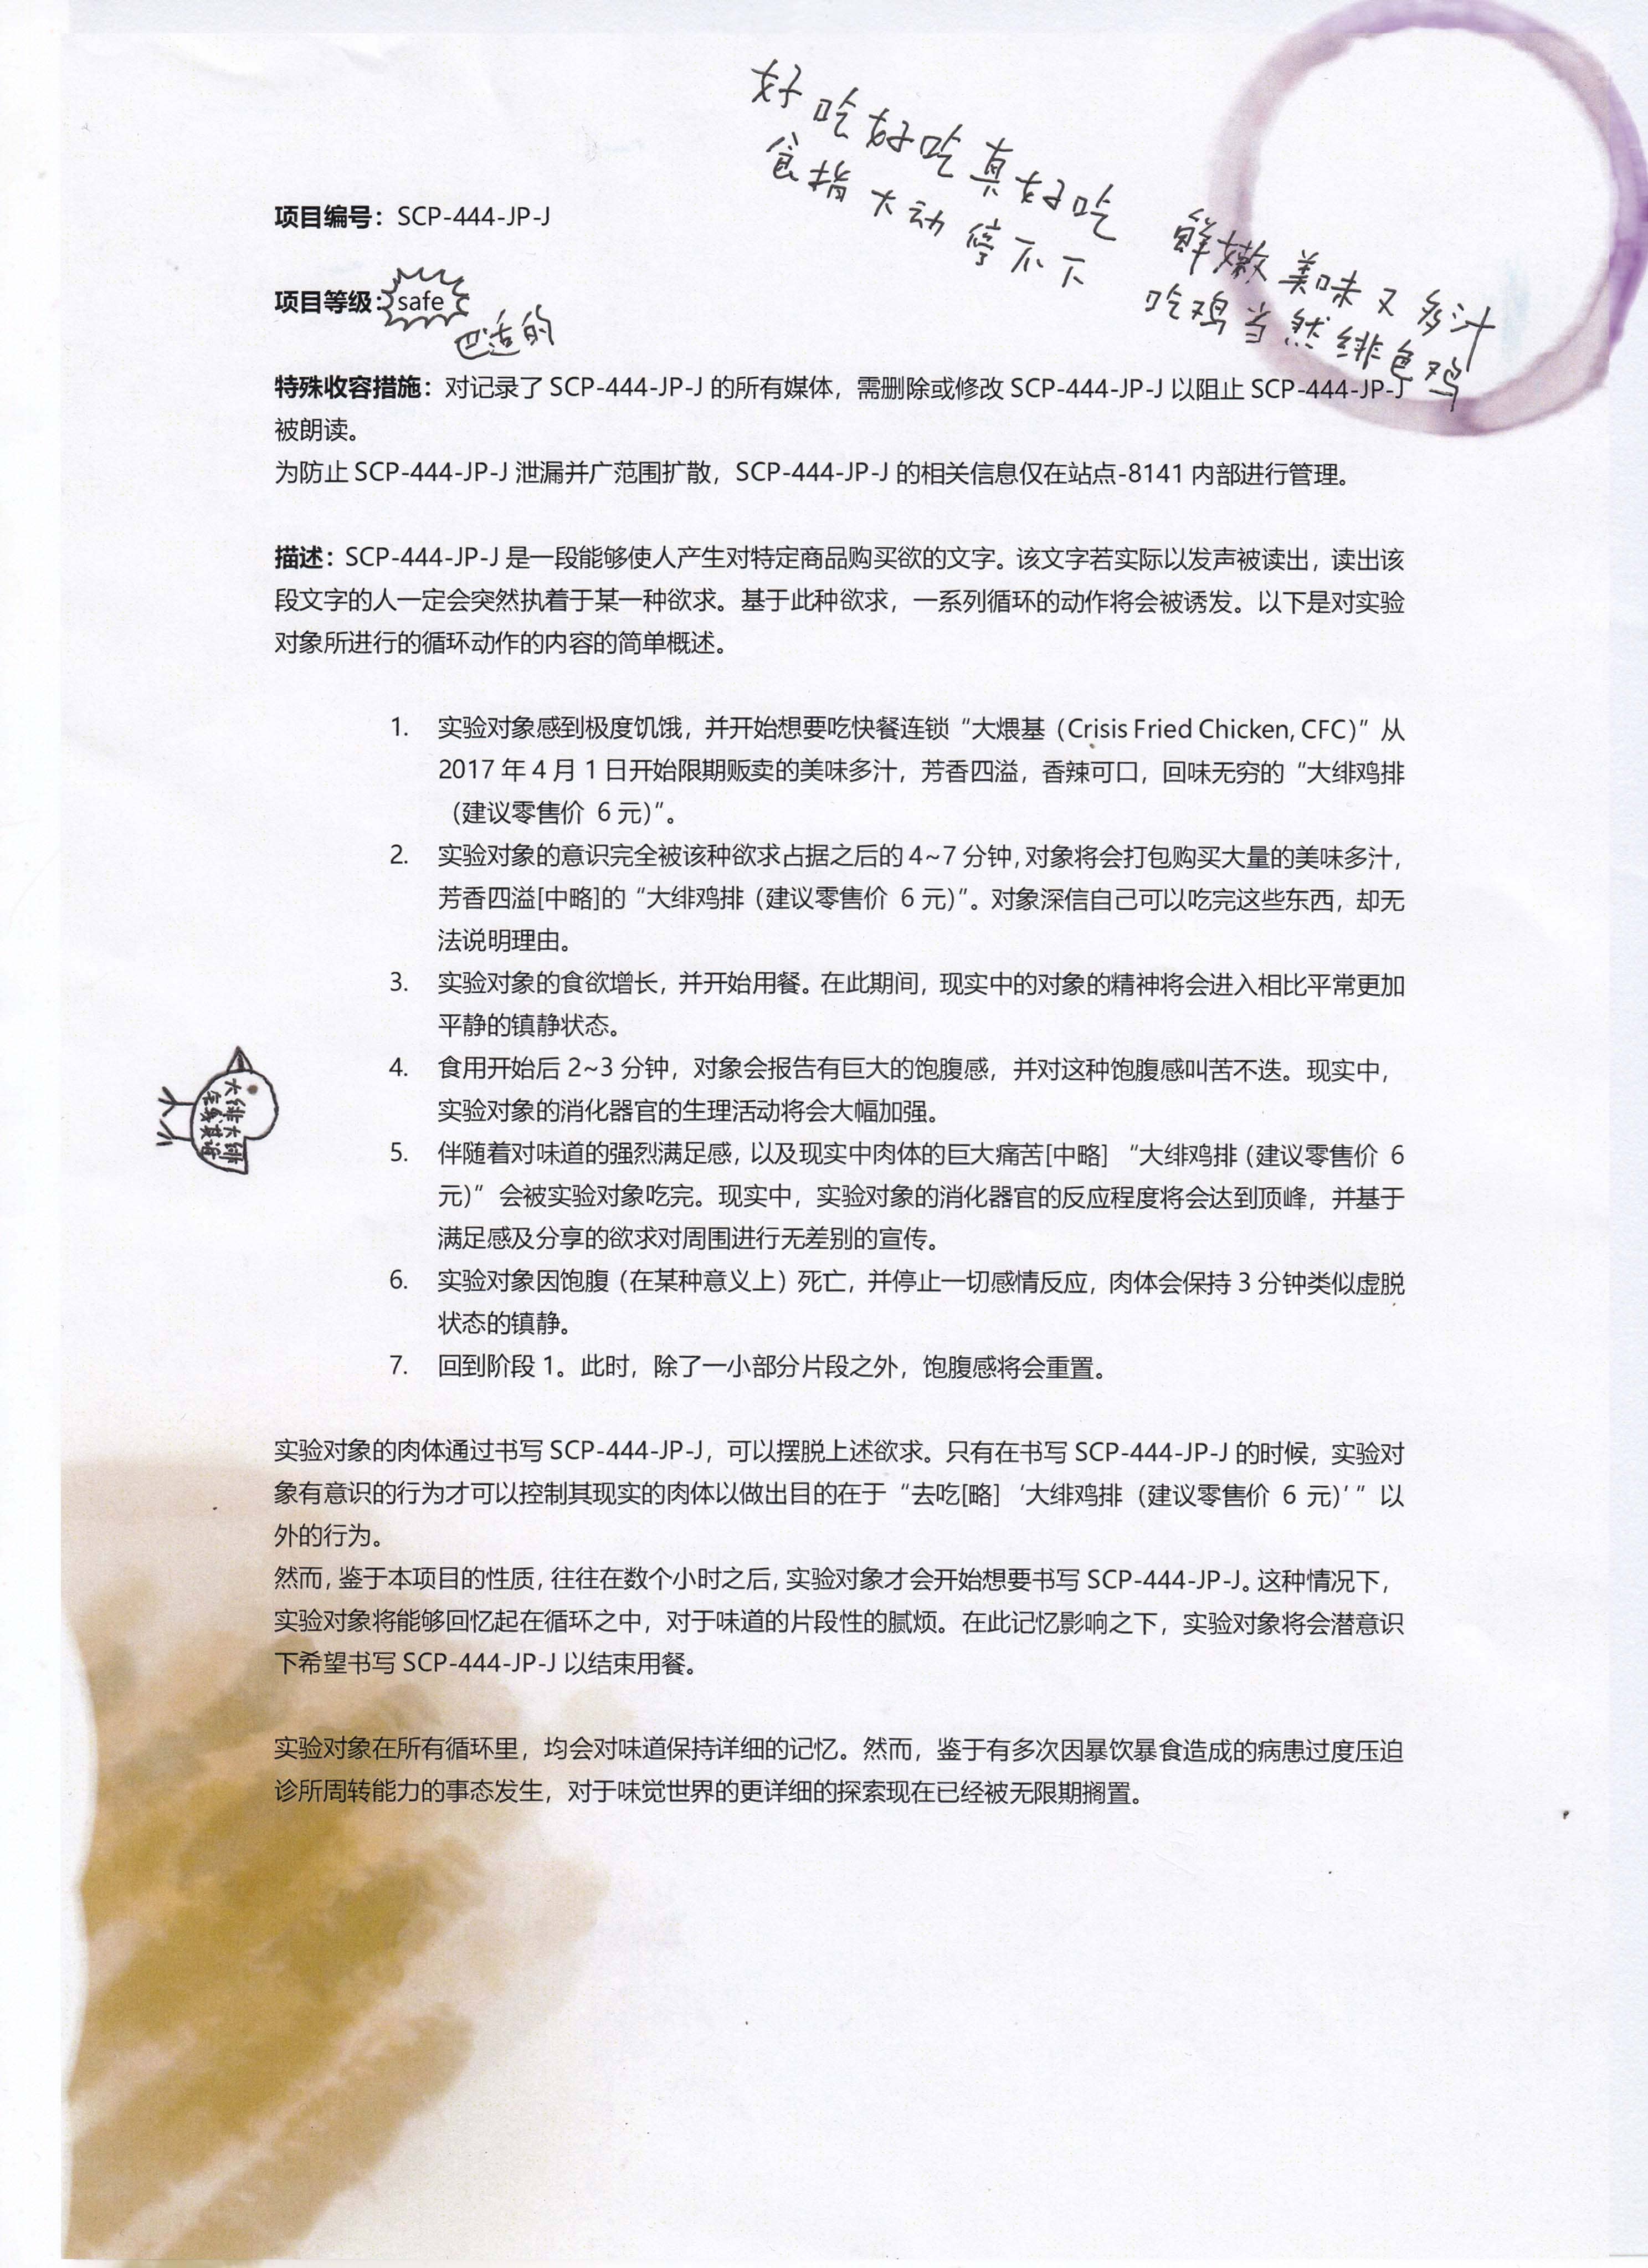 好吃好吃真好吃
食指大动停不下
鲜嫩美味又多汁
吃鸡当然绯色鸡
项目编号：SCP-444-JP-J
项目等级：safe
巴适的
特殊收容措施：对记录了 SCP-444-JP-J 的所有媒体，需删除或修改 SCP-444-JP-J 以阻止 SCP-444-JP-J
被朗读。
为防止 SCP-444-JP-J 泄漏并广范围扩散，SCP-444-JP-J 的相关信息仅在站点-8141 内部进行管理。
描述：SCP-444-JP-J 是一段能够使人产生对特定商品购买欲的文字。该文字若实际以发声被读出，读出该
段文字的人一定会突然执着于某一种欲求。基于此种欲求，一系列循环的动作将会被诱发。以下是对实验
对象所进行的循环动作的内容的简单概述。
1. 实验对象感到极度饥饿，并开始想要吃快餐连锁“大煨基（Crisis Fried Chicken, CFC）”从
2017 年 4 月 1 日开始限期贩卖的美味多汁，芳香四溢，香辣可口，回味无穷的“大绯鸡排
（建议零售价 6 元）”。
2. 实验对象的意识完全被该种欲求占据之后的 4~7 分钟，对象将会打包购买大量的美味多汁，
芳香四溢[中略]的“大绯鸡排（建议零售价 6 元）”。对象深信自己可以吃完这些东西，却无
法说明理由。
3. 实验对象的食欲增长，并开始用餐。在此期间，现实中的对象的精神将会进入相比平常更加
平静的镇静状态。
4. 食用开始后 2~3 分钟，对象会报告有巨大的饱腹感，并对这种饱腹感叫苦不迭。现实中，
实验对象的消化器官的生理活动将会大幅加强。
5. 伴随着对味道的强烈满足感，以及现实中肉体的巨大痛苦[中略] “大绯鸡排（建议零售价 6
元）” 会被实验对象吃完。现实中，实验对象的消化器官的反应程度将会达到顶峰，并基于
满足感及分享的欲求对周围进行无差别的宣传。
6. 实验对象因饱腹（在某种意义上）死亡，并停止一切感情反应，肉体会保持 3 分钟类似虚脱
状态的镇静。
7. 回到阶段 1。此时，除了一小部分片段之外，饱腹感将会重置。
实验对象的肉体通过书写 SCP-444-JP-J，可以摆脱上述欲求。只有在书写 SCP-444-JP-J 的时候，实验对
象有意识的行为才可以控制其现实的肉体以做出目的在于“去吃[略] ‘大绯鸡排（建议零售价 6 元）’ ” 以
外的行为。
然而，鉴于本项目的性质，往往在数个小时之后，实验对象才会开始想要书写 SCP-444-JP-J。这种情况下，
实验对象将能够回忆起在循环之中，对于味道的片段性的腻烦。在此记忆影响之下，实验对象将会潜意识
下希望书写 SCP-444-JP-J 以结束用餐。
实验对象在所有循环里，均会对味道保持详细的记忆。然而，鉴于有多次因暴饮暴食造成的病患过度压迫
诊所周转能力的事态发生，对于味觉世界的更详细的探索现在已经被无限期搁置。